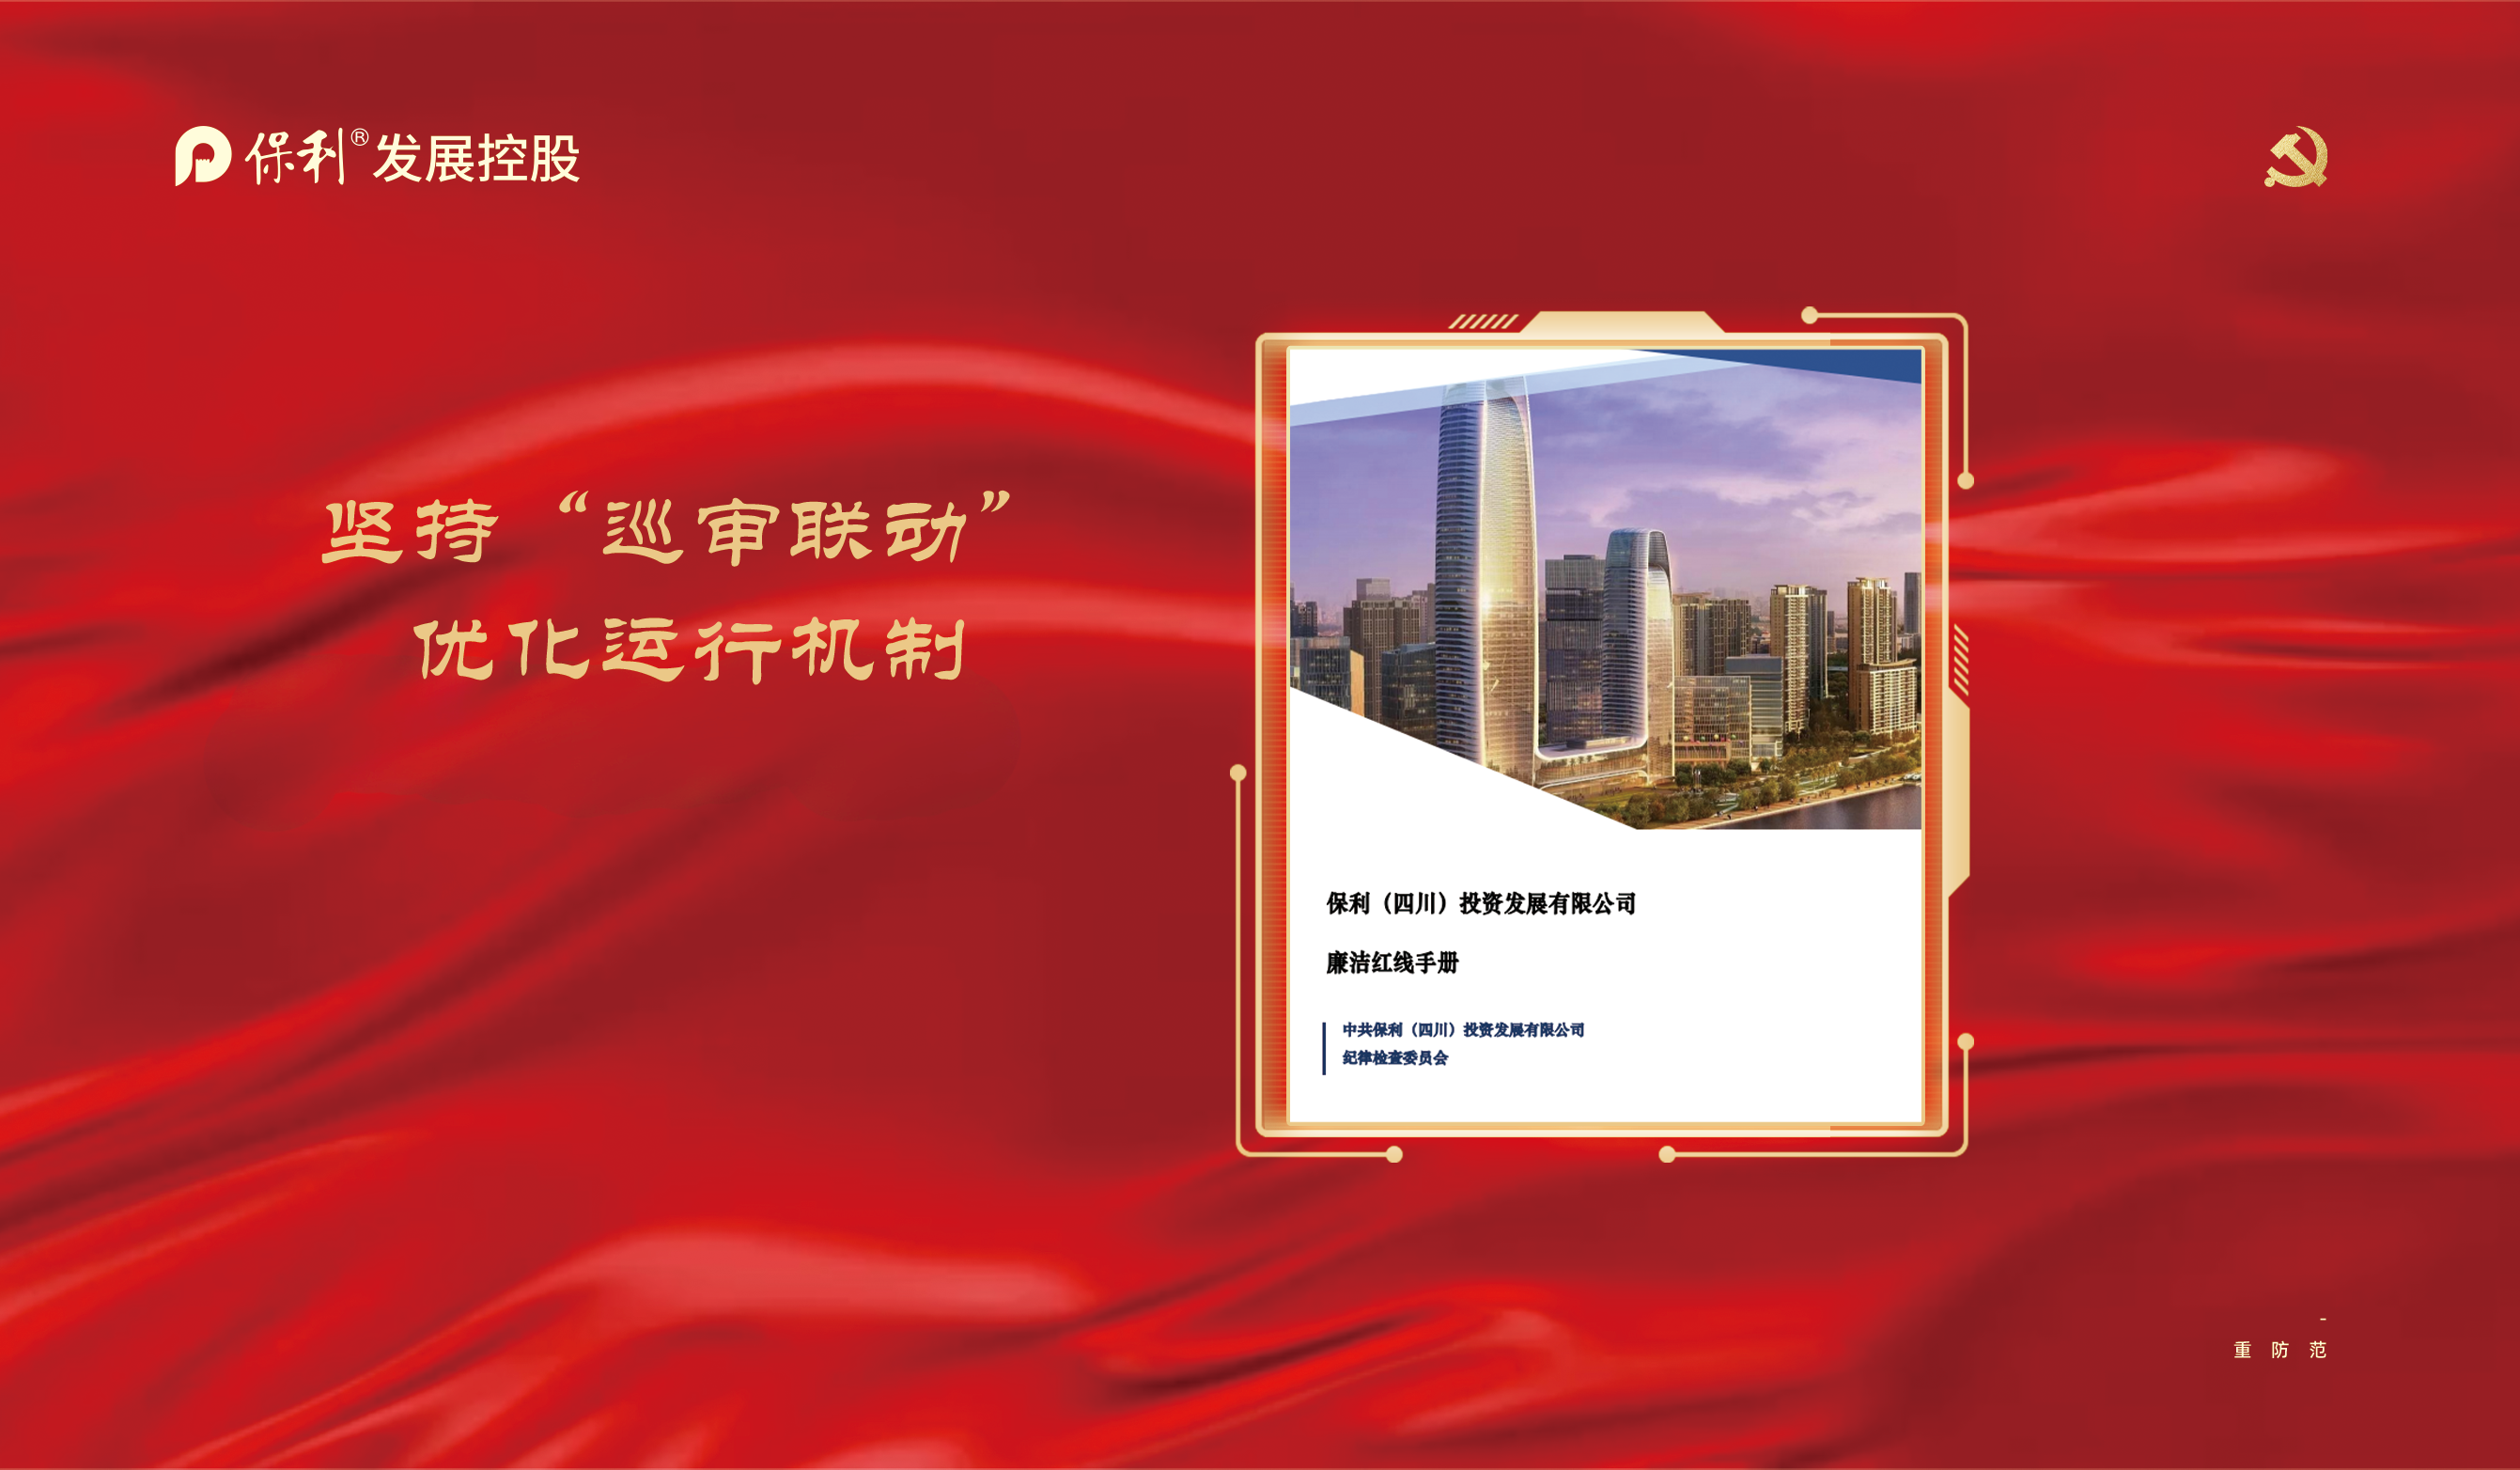 保利®发展控股
坚持“巡审联动”
优化运行机制
保利（四川）投资发展有限公司
廉洁红线手册
中共保利（四川）投资发展有限公司
纪律检查委员会
-
重防范